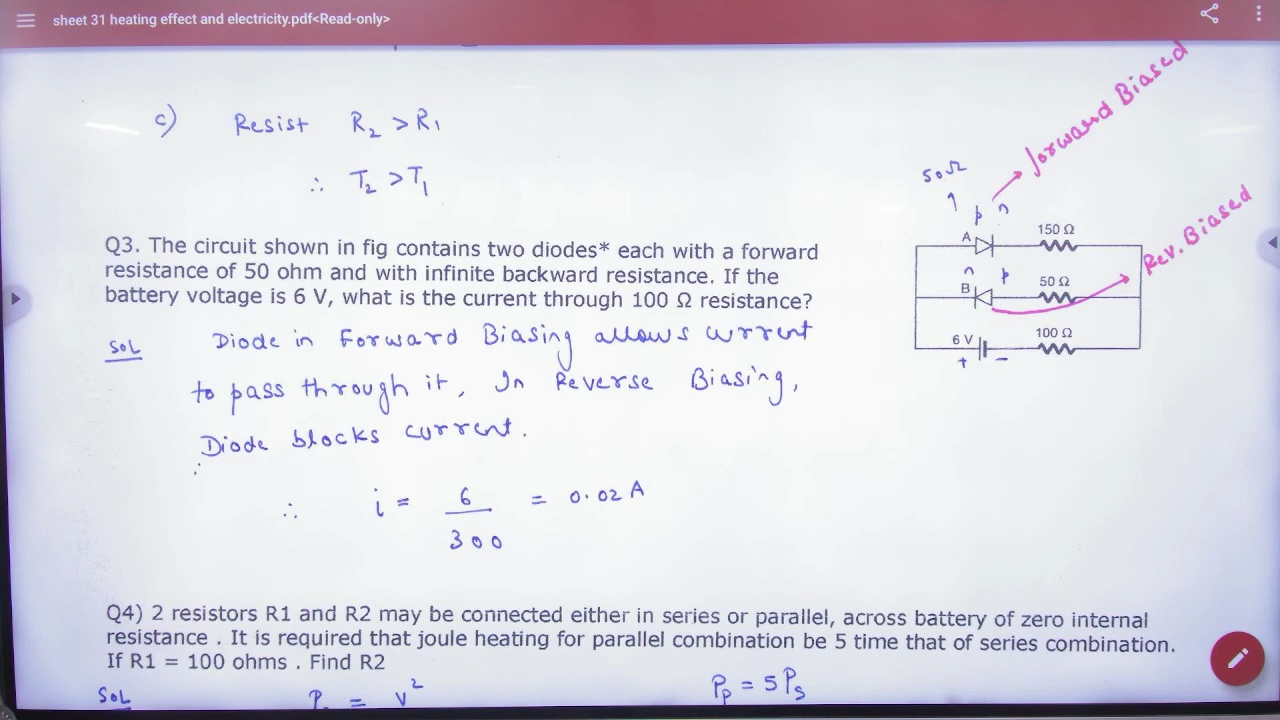 sheet 31 heating effect and electricity.pdf<Read-only>
c) Resist R₂ > R₁
∴ T₂ > T₁
Q3. The circuit shown in fig contains two diodes* each with a forward
resistance of 50 ohm and with infinite backward resistance. If the
battery voltage is 6 V, what is the current through 100 Ω resistance?
50Ω
forward Biased
p n
A
150 Ω
Rev. Biased
n p
B
50 Ω
6 V
100 Ω
+ −
SOL Diode in Forward Biasing allows current
to pass through it, In Reverse Biasing,
Diode blocks current.
∴ i = 6/300 = 0.02 A
Q4) 2 resistors R1 and R2 may be connected either in series or parallel, across battery of zero internal
resistance . It is required that joule heating for parallel combination be 5 time that of series combination.
If R1 = 100 ohms . Find R2
SOL = V² Pp = 5Ps